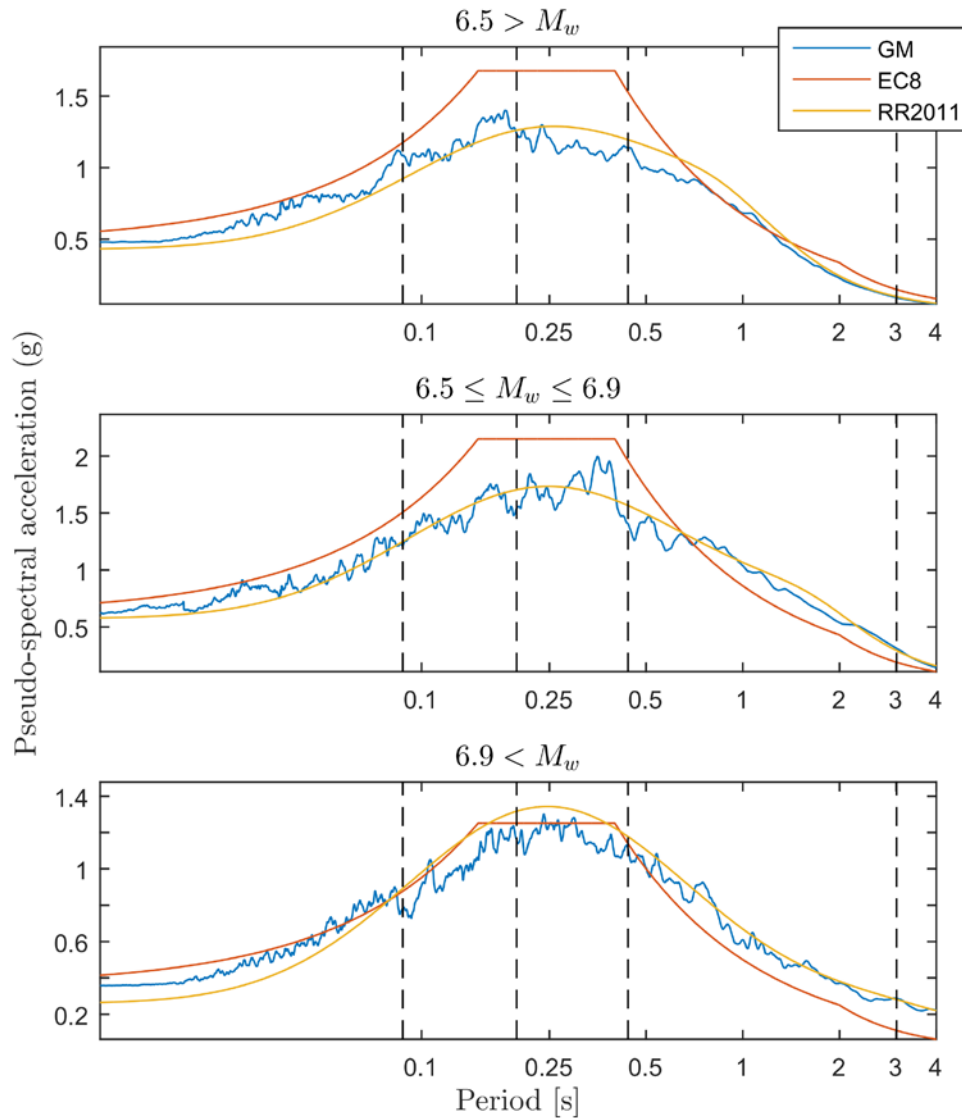 6.5 > M_w
GM
EC8
RR2011
1.5
1
0.5
0.1 0.25 0.5 1 2 3 4
6.5 ≤ M_w ≤ 6.9
2
1.5
1
0.5
0.1 0.25 0.5 1 2 3 4
6.9 < M_w
1.4
1
0.6
0.2
0.1 0.25 0.5 1 2 3 4
Period [s]
Pseudo-spectral acceleration (g)